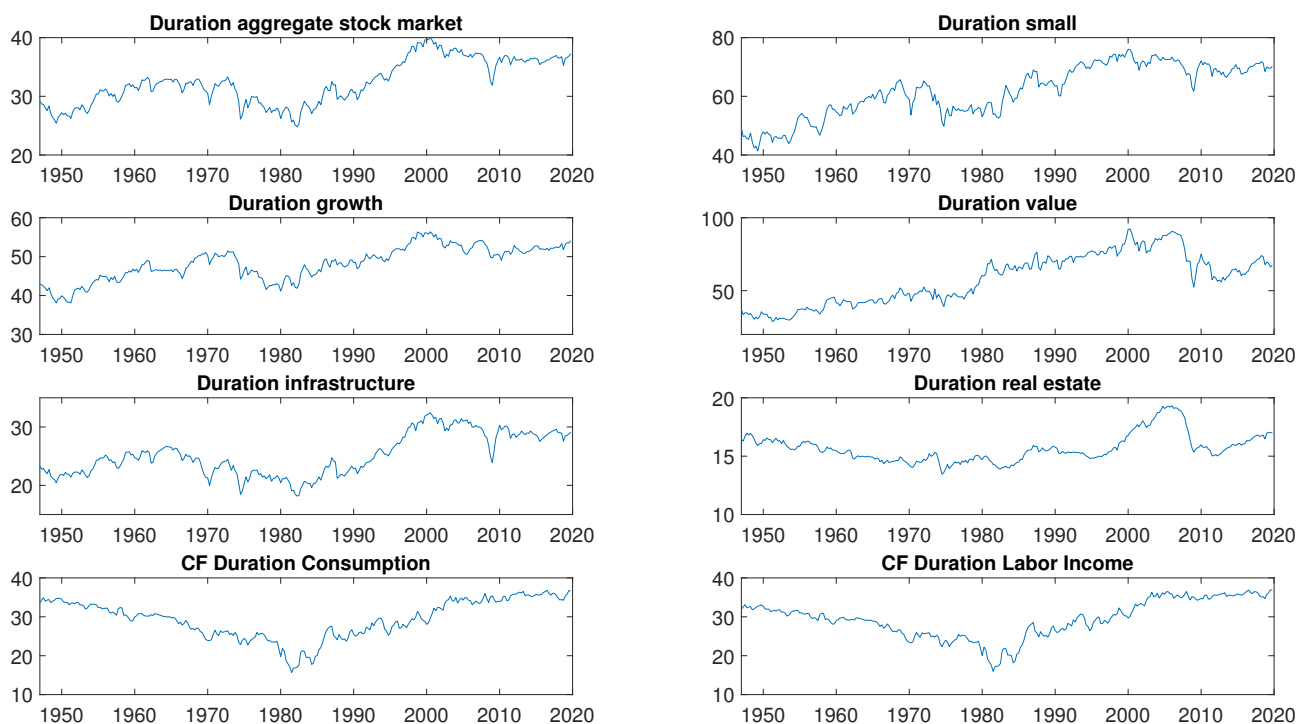 Duration aggregate stock market
40
30
20
1950 1960 1970 1980 1990 2000 2010 2020
Duration small
80
60
40
1950 1960 1970 1980 1990 2000 2010 2020
Duration growth
60
50
40
30
1950 1960 1970 1980 1990 2000 2010 2020
Duration value
100
50
1950 1960 1970 1980 1990 2000 2010 2020
Duration infrastructure
30
20
1950 1960 1970 1980 1990 2000 2010 2020
Duration real estate
20
15
10
1950 1960 1970 1980 1990 2000 2010 2020
CF Duration Consumption
40
30
20
10
1950 1960 1970 1980 1990 2000 2010 2020
CF Duration Labor Income
40
30
20
10
1950 1960 1970 1980 1990 2000 2010 2020